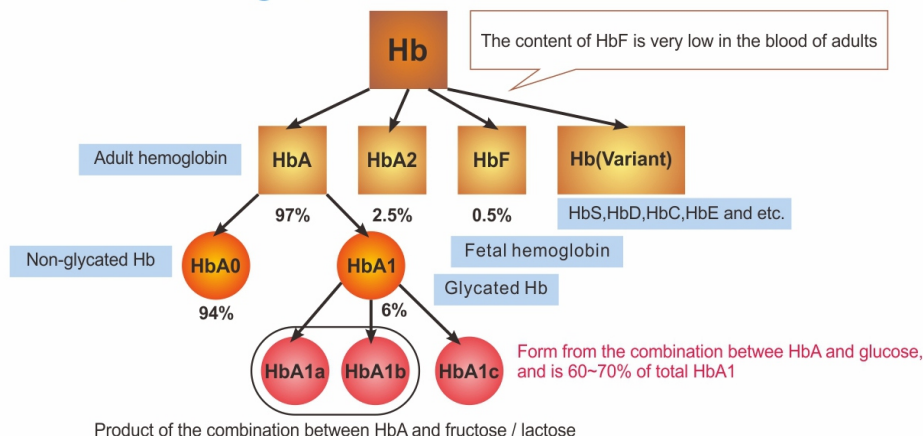 Hb
The content of HbF is very low in the blood of adults
Adult hemoglobin
HbA
HbA2
HbF
Hb(Variant)
97%
2.5%
0.5%
HbS,HbD,HbC,HbE and etc.
Non-glycated Hb
HbA0
HbA1
Fetal hemoglobin
Glycated Hb
94%
6%
HbA1a
HbA1b
HbA1c
Form from the combination betwee HbA and glucose,
and is 60~70% of total HbA1
Product of the combination between HbA and fructose / lactose